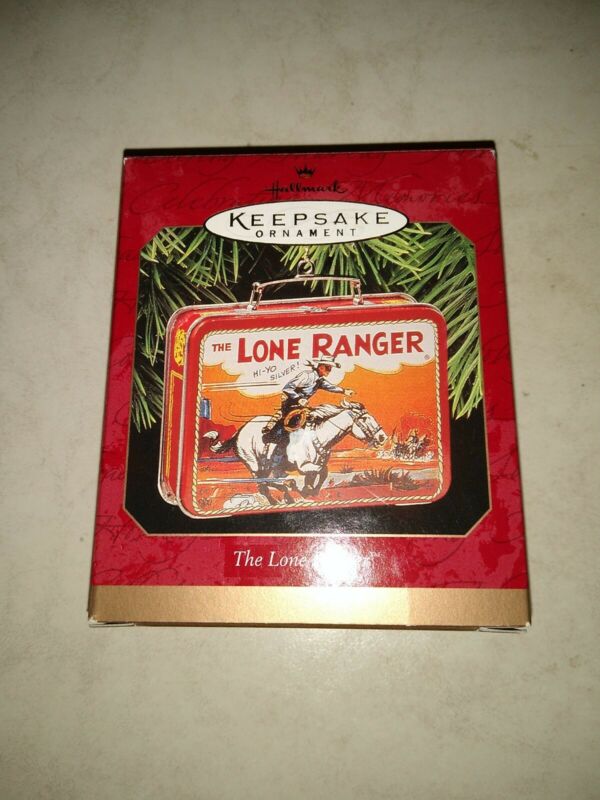 Hallmark
KEEPSAKE
ORNAMENT
THE LONE RANGER®
HI-YO
SILVER!
The Lone